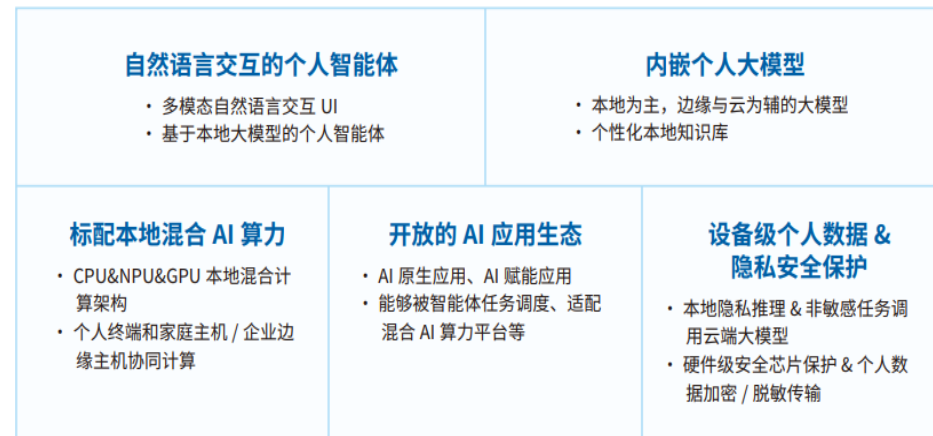 自然语言交互的个人智能体
· 多模态自然语言交互 UI
· 基于本地大模型的个人智能体
内嵌个人大模型
· 本地为主，边缘与云为辅的大模型
· 个性化本地知识库
标配本地混合 AI 算力
· CPU&NPU&GPU 本地混合计
算架构
· 个人终端和家庭主机 / 企业边
缘主机协同计算
开放的 AI 应用生态
· AI 原生应用、AI 赋能应用
· 能够被智能体任务调度、适配
混合 AI 算力平台等
设备级个人数据 &
隐私安全保护
· 本地隐私推理 & 非敏感任务调
用云端大模型
· 硬件级安全芯片保护 & 个人数
据加密 / 脱敏传输